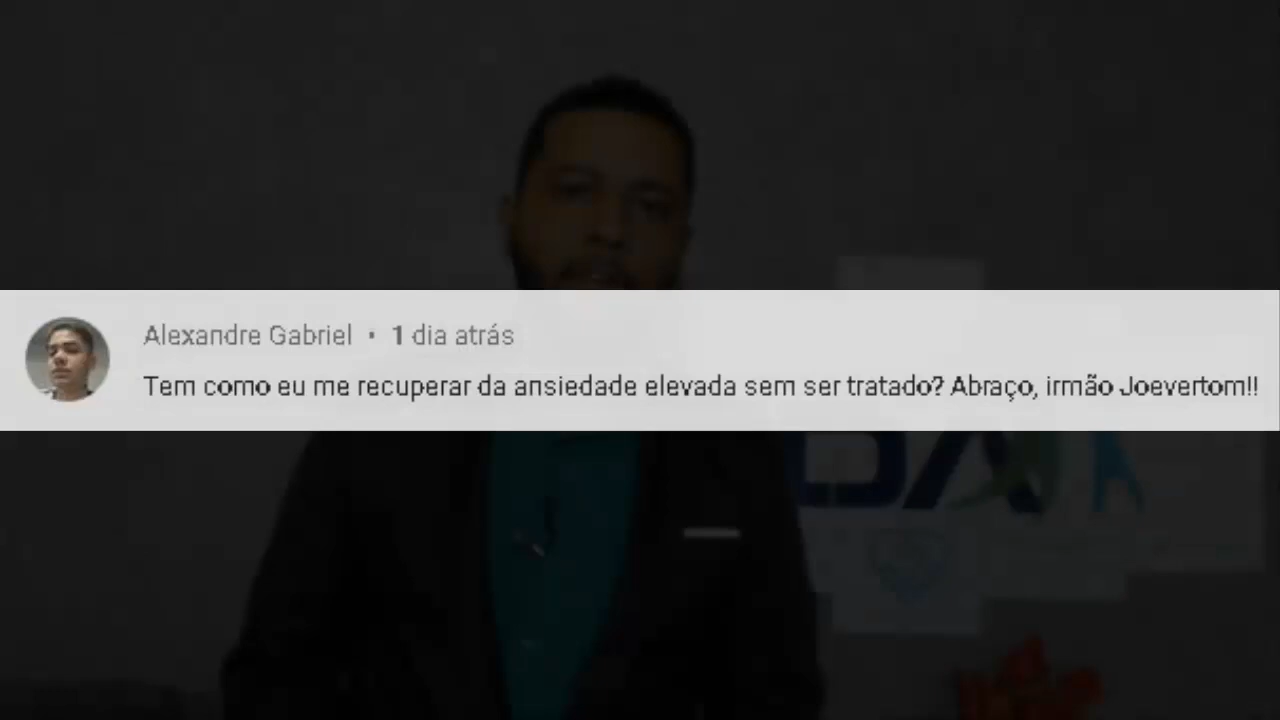 Alexandre Gabriel · 1 dia atrás
Tem como eu me recuperar da ansiedade elevada sem ser tratado? Abraço, irmão Joevertom!!